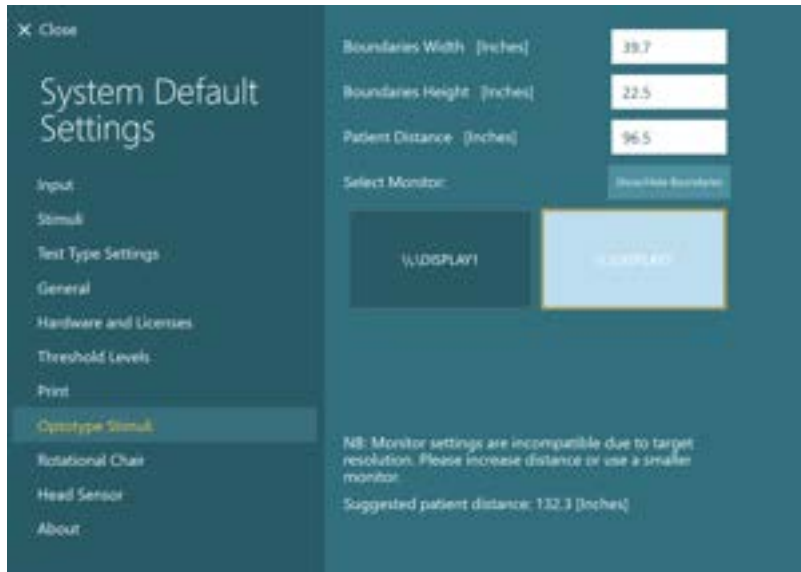 ✕ Close
System Default
Settings
Input
Stimuli
Test Type Settings
General
Hardware and Licenses
Threshold Levels
Print
Optotype Stimuli
Rotational Chair
Head Sensor
About
Boundaries Width [Inches] 39.7
Boundaries Height [Inches] 22.5
Patient Distance [Inches] 96.5
Select Monitor: Show/Hide Boundaries
\\.\DISPLAY1
NB: Monitor settings are incompatible due to target
resolution. Please increase distance or use a smaller
monitor.
Suggested patient distance: 132.3 [Inches]